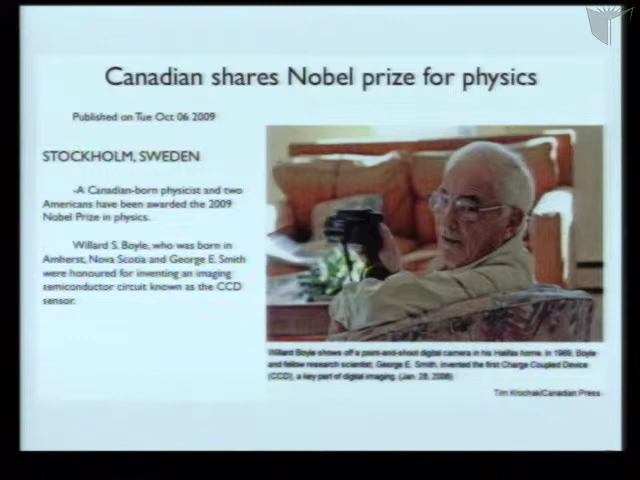 Canadian shares Nobel prize for physics
Published on Tue Oct 06 2009
STOCKHOLM, SWEDEN
-A Canadian-born physicist and two
Americans have been awarded the 2009
Nobel Prize in physics.
Willard S. Boyle, who was born in
Amherst, Nova Scotia and George E. Smith
were honoured for inventing an imaging
semiconductor circuit known as the CCD
sensor.
Willard Boyle shows off a point-and-shoot digital camera in his Halifax home. In 1969, Boyle
and fellow research scientist, George E. Smith, invented the first Charge Coupled Device
(CCD), a key part of digital imaging. (Jan. 28, 2006)
Tim Krochak/Canadian Press